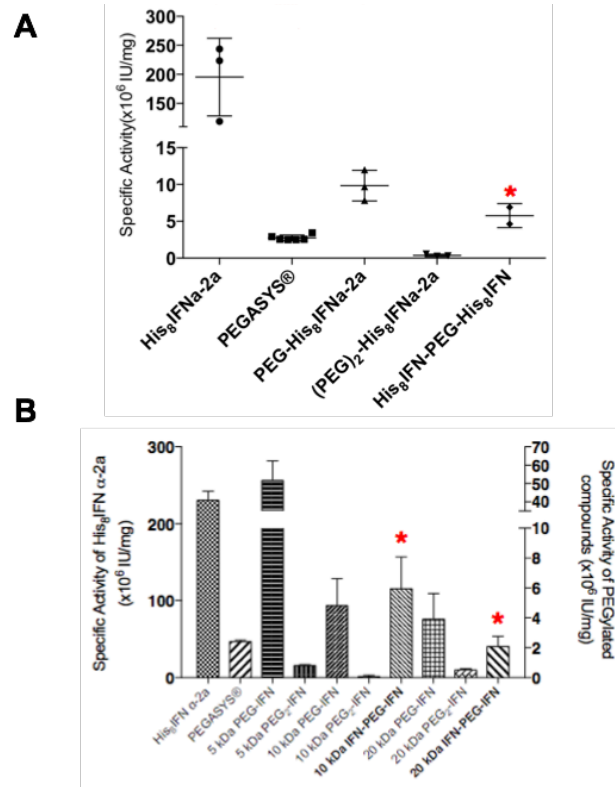 A
Specific Activity(x10⁶ IU/mg)
300
250
200
150
15
10
5
0
*
His₈IFNa-2a
PEGASYS®
PEG-His₈IFNa-2a
(PEG)₂-His₈IFNa-2a
His₈IFN-PEG-His₈IFN
B
Specific Activity of His₈IFN α-2a
(x10⁶ IU/mg)
300
200
100
0
*
*
70
60
50
40
10
8
6
4
2
0
Specific Activity of PEGylated
compounds (x10⁶ IU/mg)
His₈IFN α-2a
PEGASYS®
5 kDa PEG-IFN
5 kDa PEG₂-IFN
10 kDa PEG-IFN
10 kDa PEG₂-IFN
10 kDa IFN-PEG-IFN
20 kDa PEG-IFN
20 kDa PEG₂-IFN
20 kDa IFN-PEG-IFN